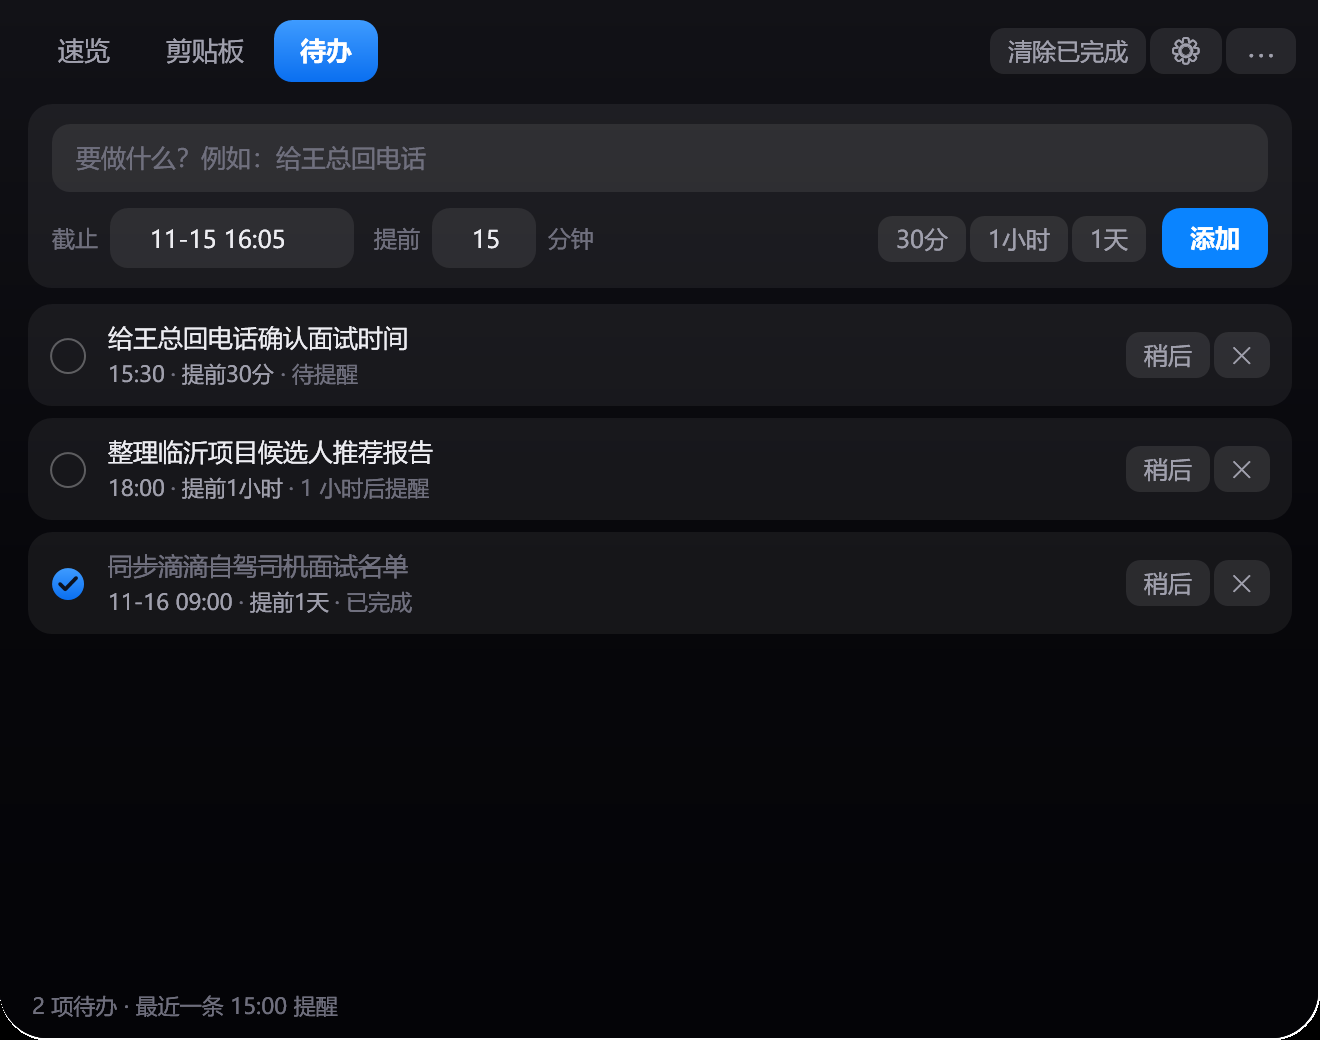 速览 剪贴板 待办 清除已完成 ...
要做什么？例如：给王总回电话
截止 11-15 16:05 提前 15 分钟 30分 1小时 1天 添加
给王总回电话确认面试时间
15:30 · 提前30分 · 待提醒 稍后
整理临沂项目候选人推荐报告
18:00 · 提前1小时 · 1 小时后提醒 稍后
同步滴滴自驾司机面试名单
11-16 09:00 · 提前1天 · 已完成 稍后
2 项待办 · 最近一条 15:00 提醒